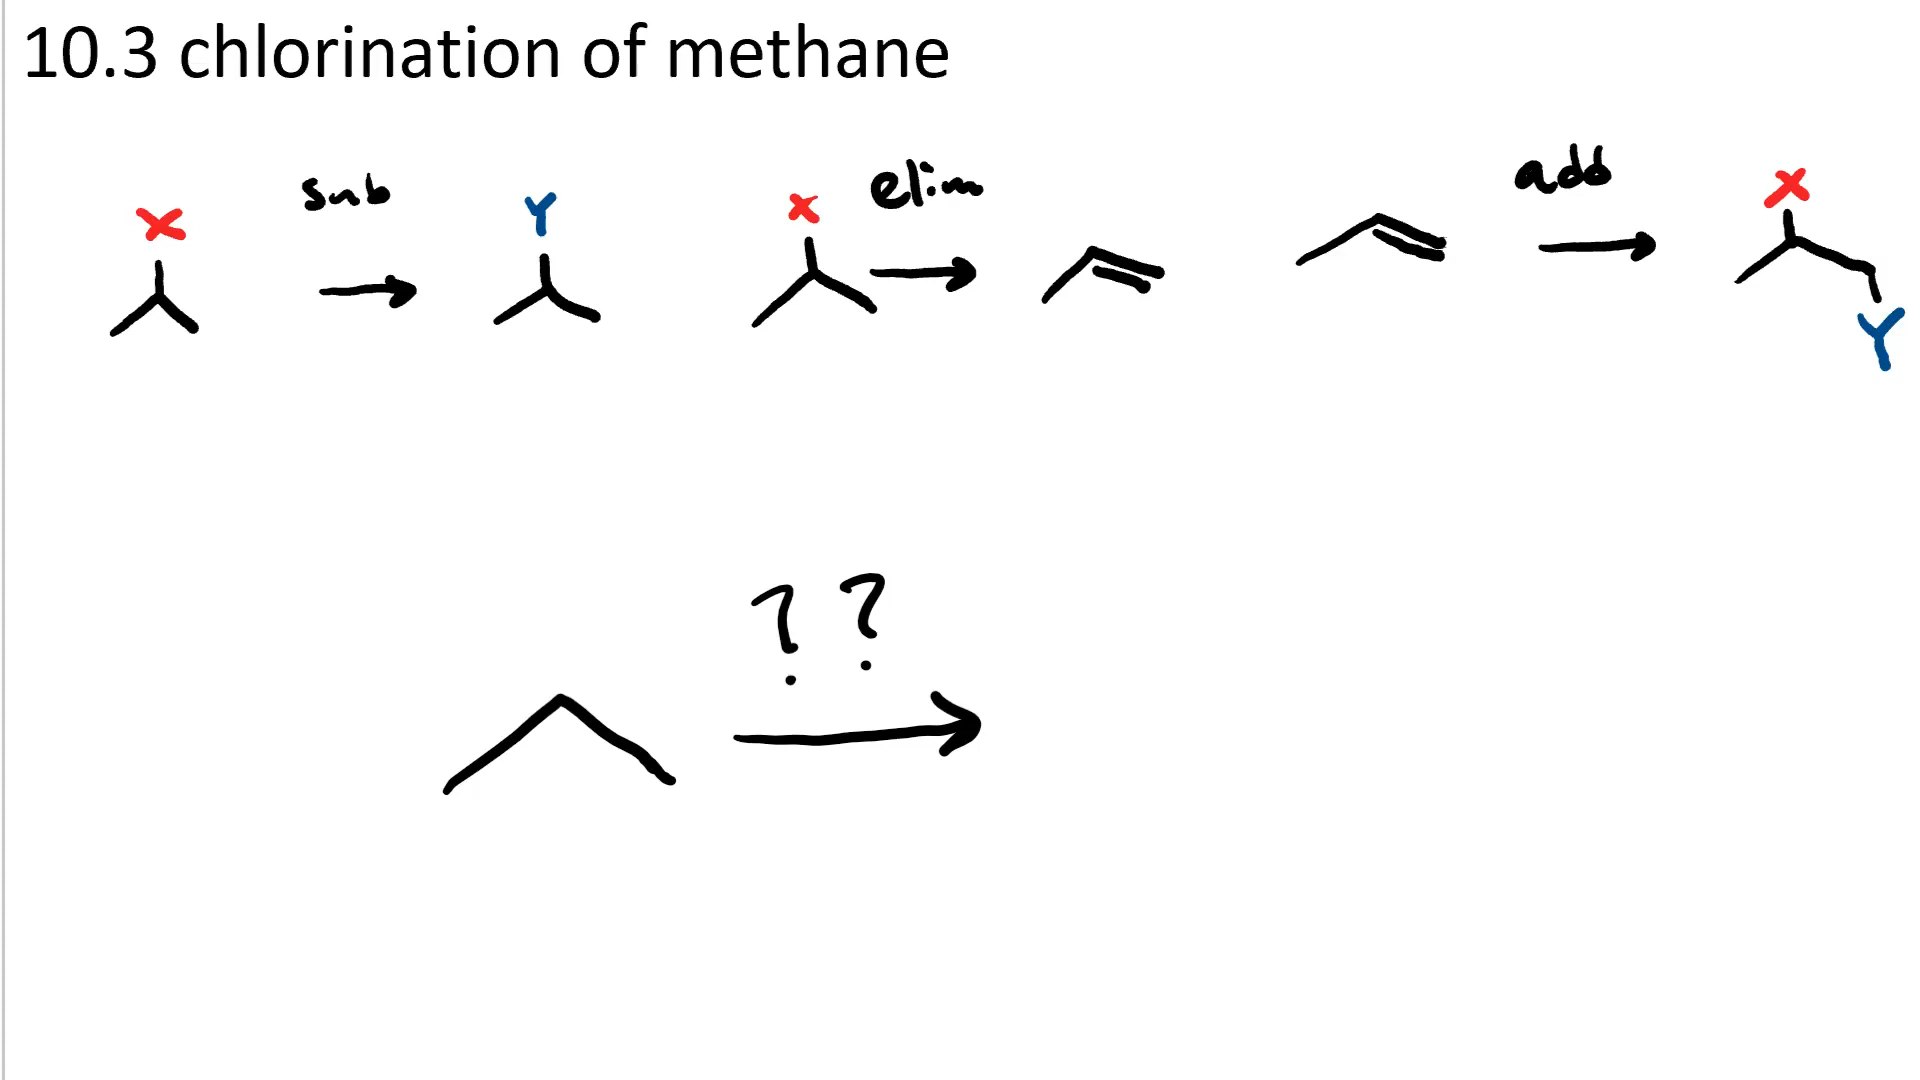 10.3 chlorination of methane
sub
elim
add
X
Y
X
X
Y
? ?